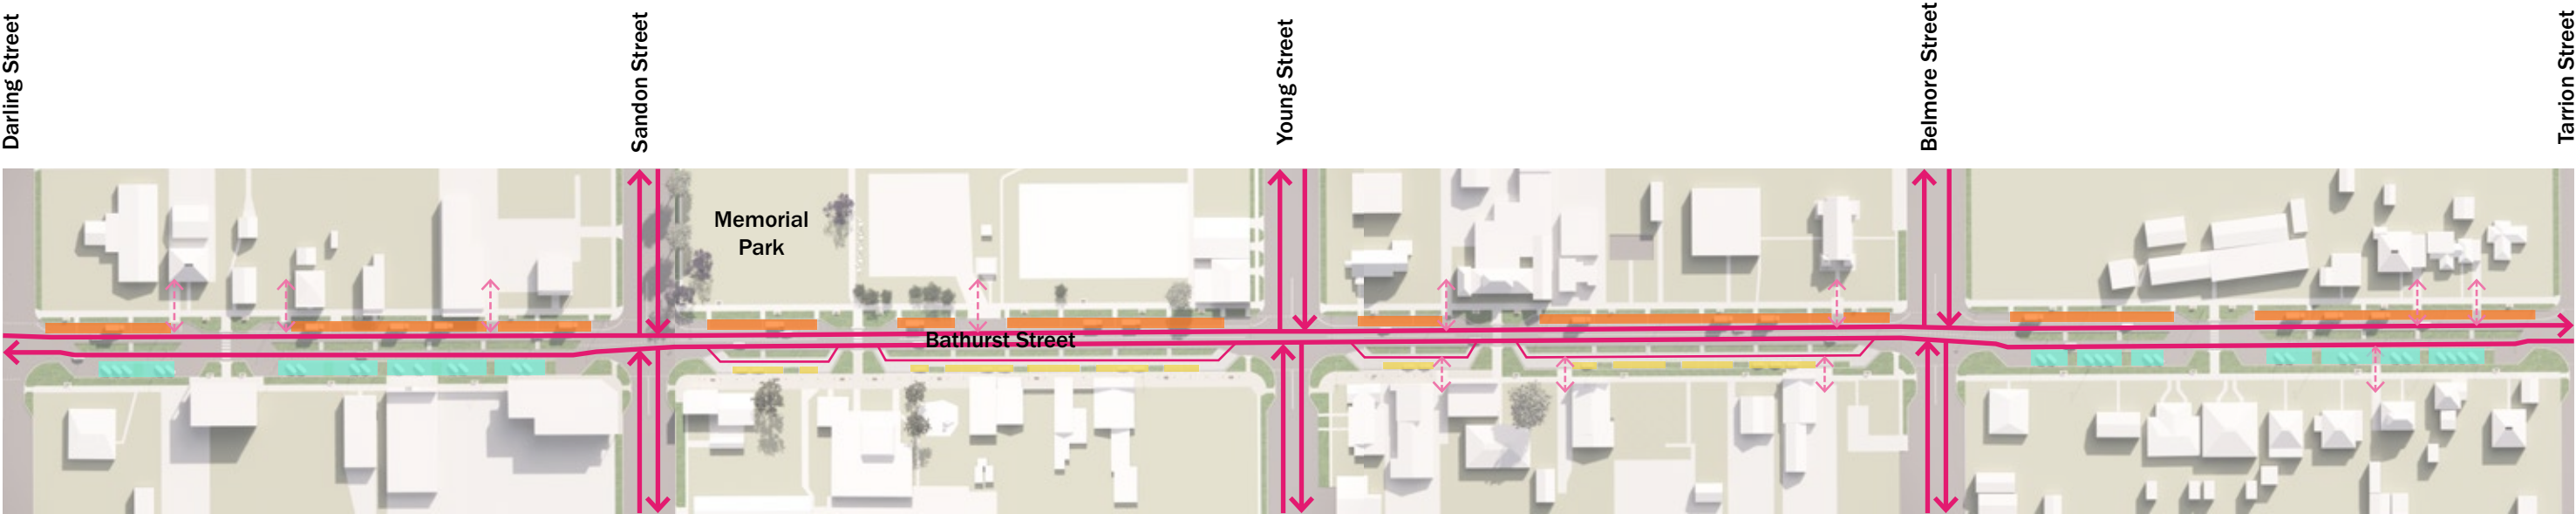 Darling Street
Sandon Street
Young Street
Belmore Street
Tarrion Street
Memorial
Park
Bathurst Street